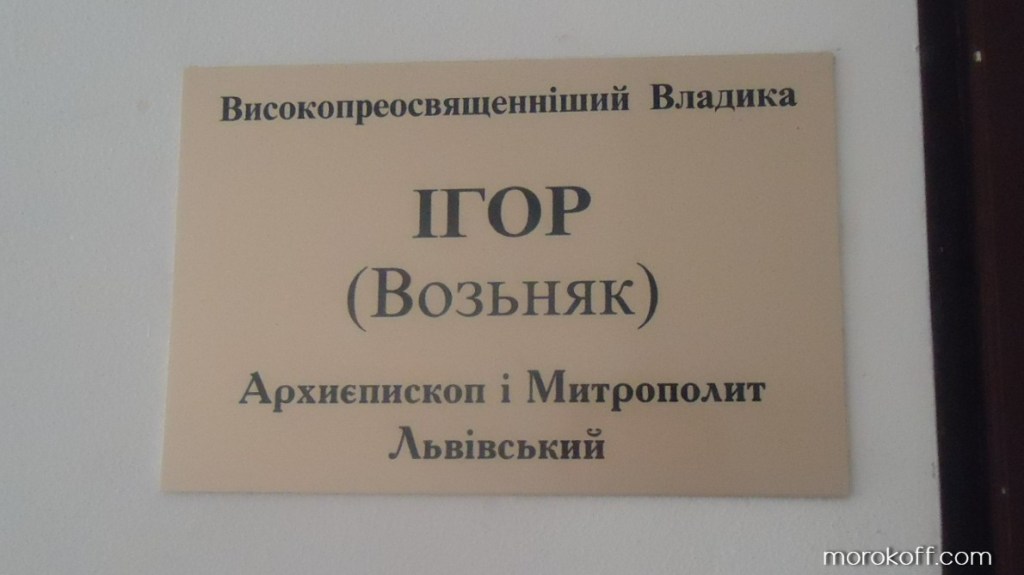 Високопреосвященніший Владика
ІГОР
(Возьняк)
Архиєпископ і Митрополит
Львівський
morokoff.com